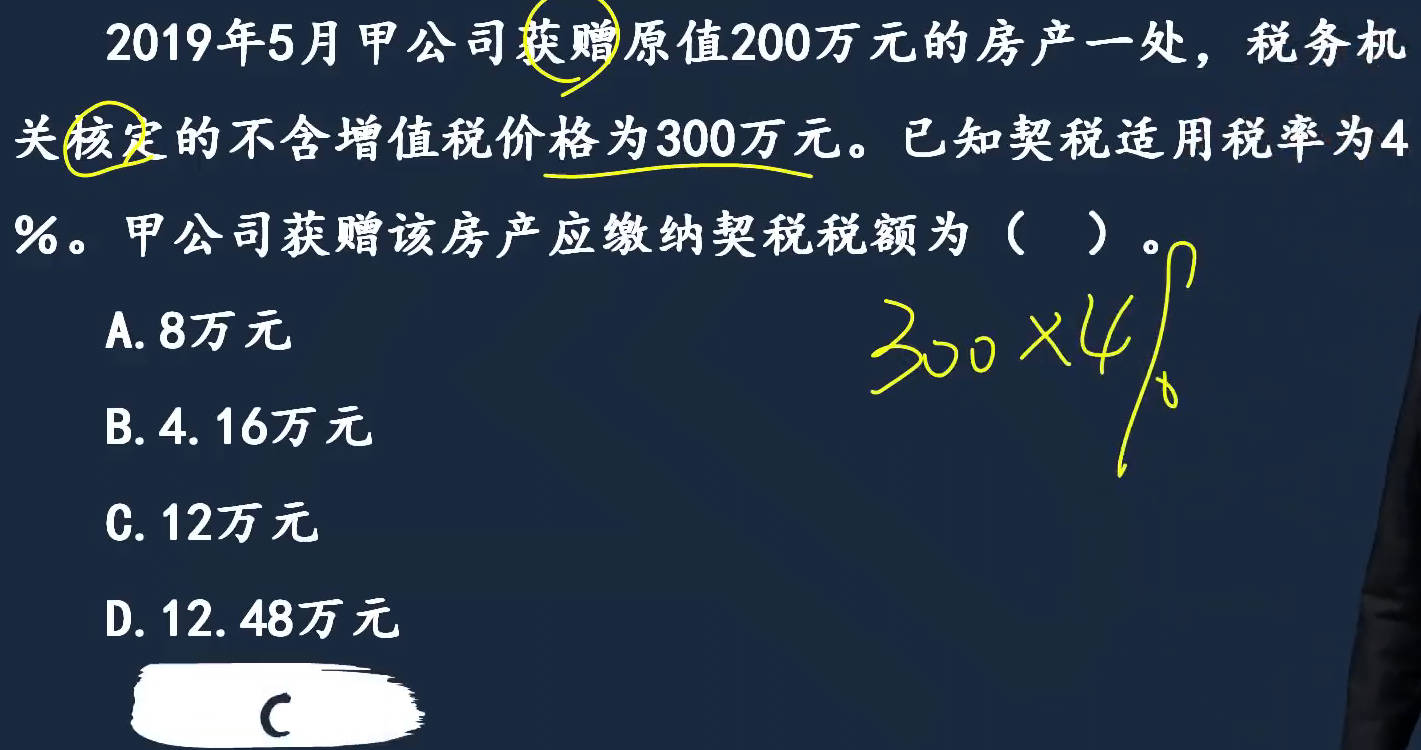 2019年5月甲公司获赠原值200万元的房产一处，税务机
关核定的不含增值税价格为300万元。已知契税适用税率为4
%。甲公司获赠该房产应缴纳契税税额为（ ）。
300×4%
A.8万元
B.4.16万元
C.12万元
D.12.48万元
C